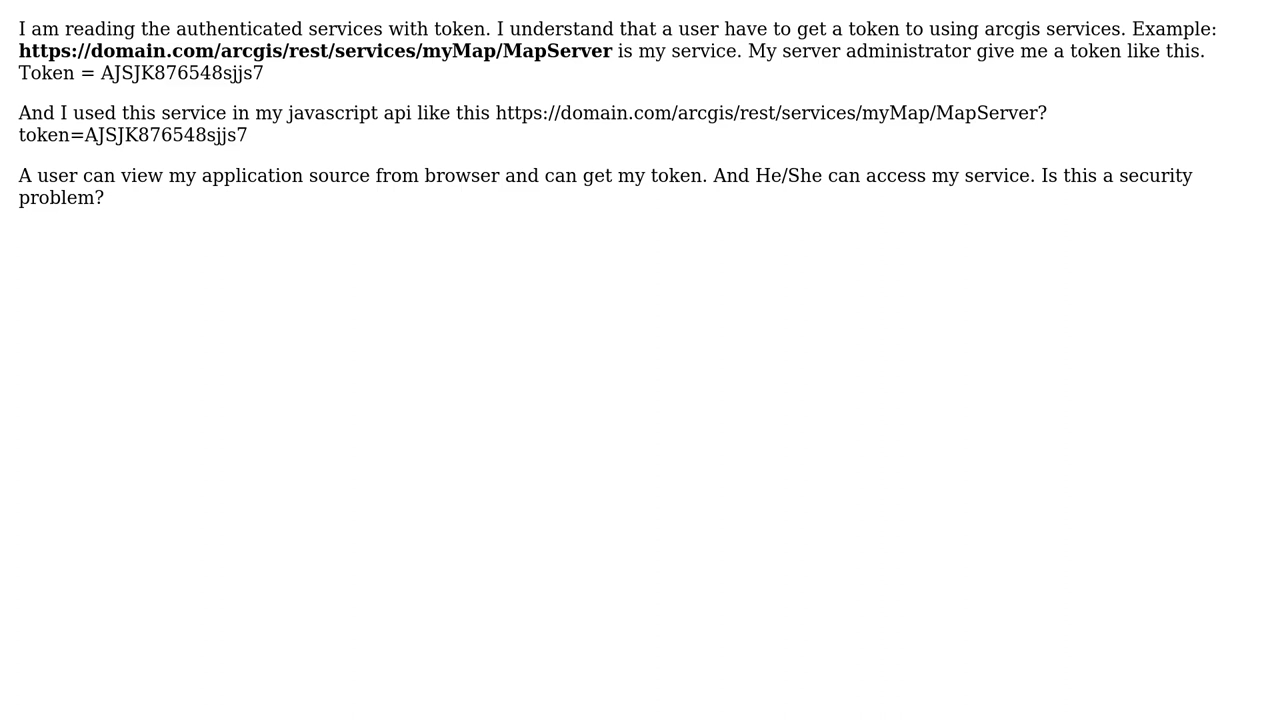 I am reading the authenticated services with token. I understand that a user have to get a token to using arcgis services. Example:
https://domain.com/arcgis/rest/services/myMap/MapServer is my service. My server administrator give me a token like this.
Token = AJSJK876548sjjs7
And I used this service in my javascript api like this https://domain.com/arcgis/rest/services/myMap/MapServer?
token=AJSJK876548sjjs7
A user can view my application source from browser and can get my token. And He/She can access my service. Is this a security
problem?